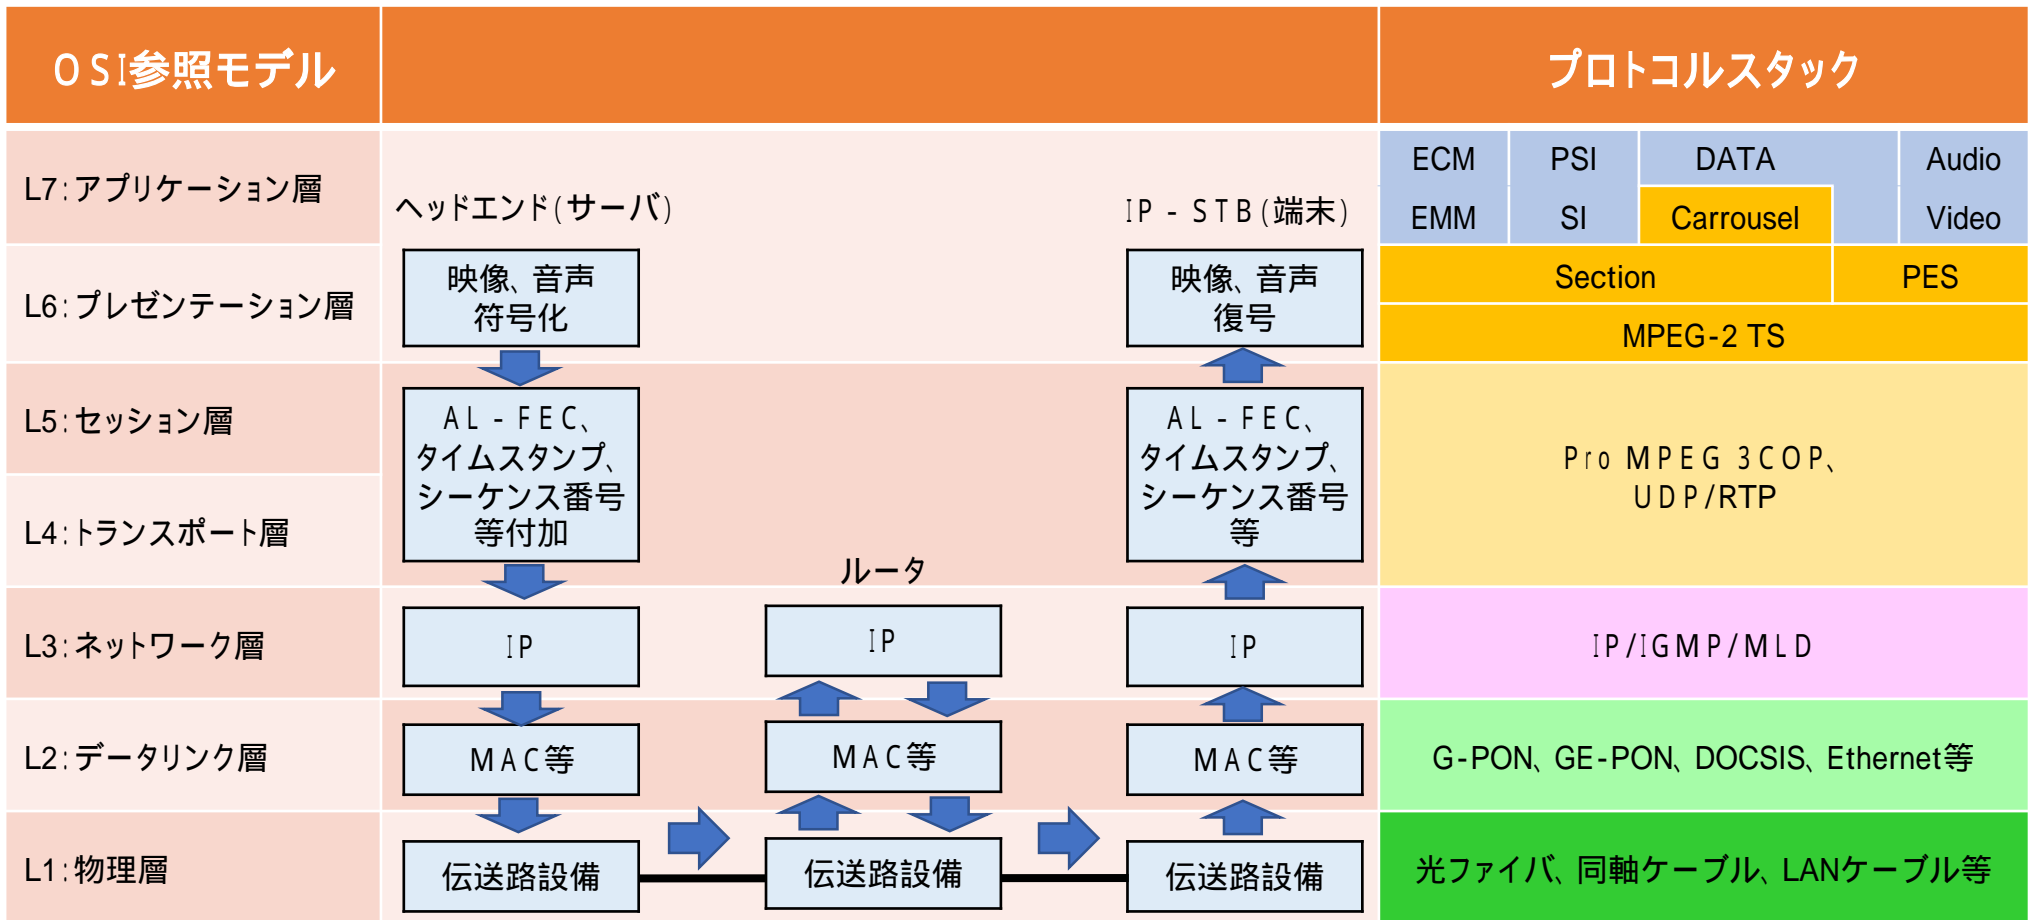 OSI参照モデル
プロトコルスタック
L7:アプリケーション層
ヘッドエンド(サーバ)
IP-STB(端末)
ECM
PSI
DATA
Audio
EMM
SI
Carrousel
Video
L6:プレゼンテーション層
映像、音声
符号化
映像、音声
復号
Section
PES
MPEG-2 TS
L5:セッション層
L4:トランスポート層
AL-FEC、
タイムスタンプ、
シーケンス番号
等付加
ルータ
AL-FEC、
タイムスタンプ、
シーケンス番号
等
Pro MPEG 3COP、
UDP/RTP
L3:ネットワーク層
IP
IP
IP
IP/IGMP/MLD
L2:データリンク層
MAC等
MAC等
MAC等
G-PON、GE-PON、DOCSIS、Ethernet等
L1:物理層
伝送路設備
伝送路設備
伝送路設備
光ファイバ、同軸ケーブル、LANケーブル等